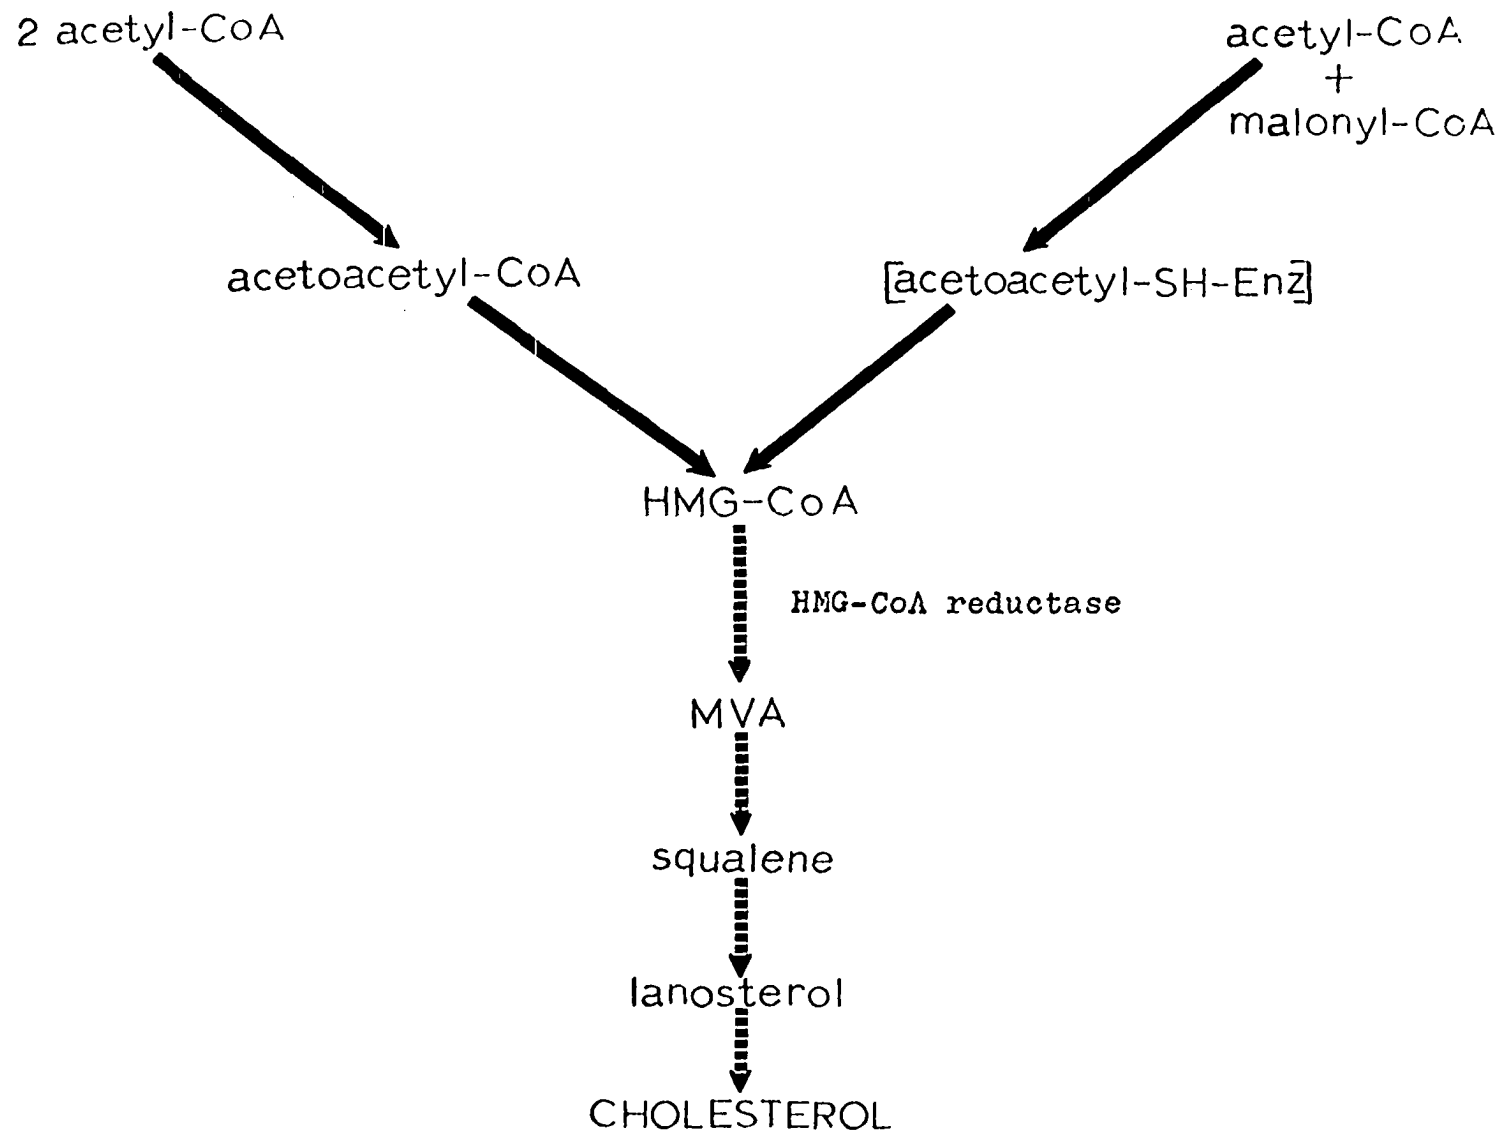 2 acetyl-CoA
acetyl-CoA
+
malonyl-CoA
acetoacetyl-CoA
[acetoacetyl-SH-Enz]
HMG-CoA
HMG-CoA reductase
MVA
squalene
lanosterol
CHOLESTEROL